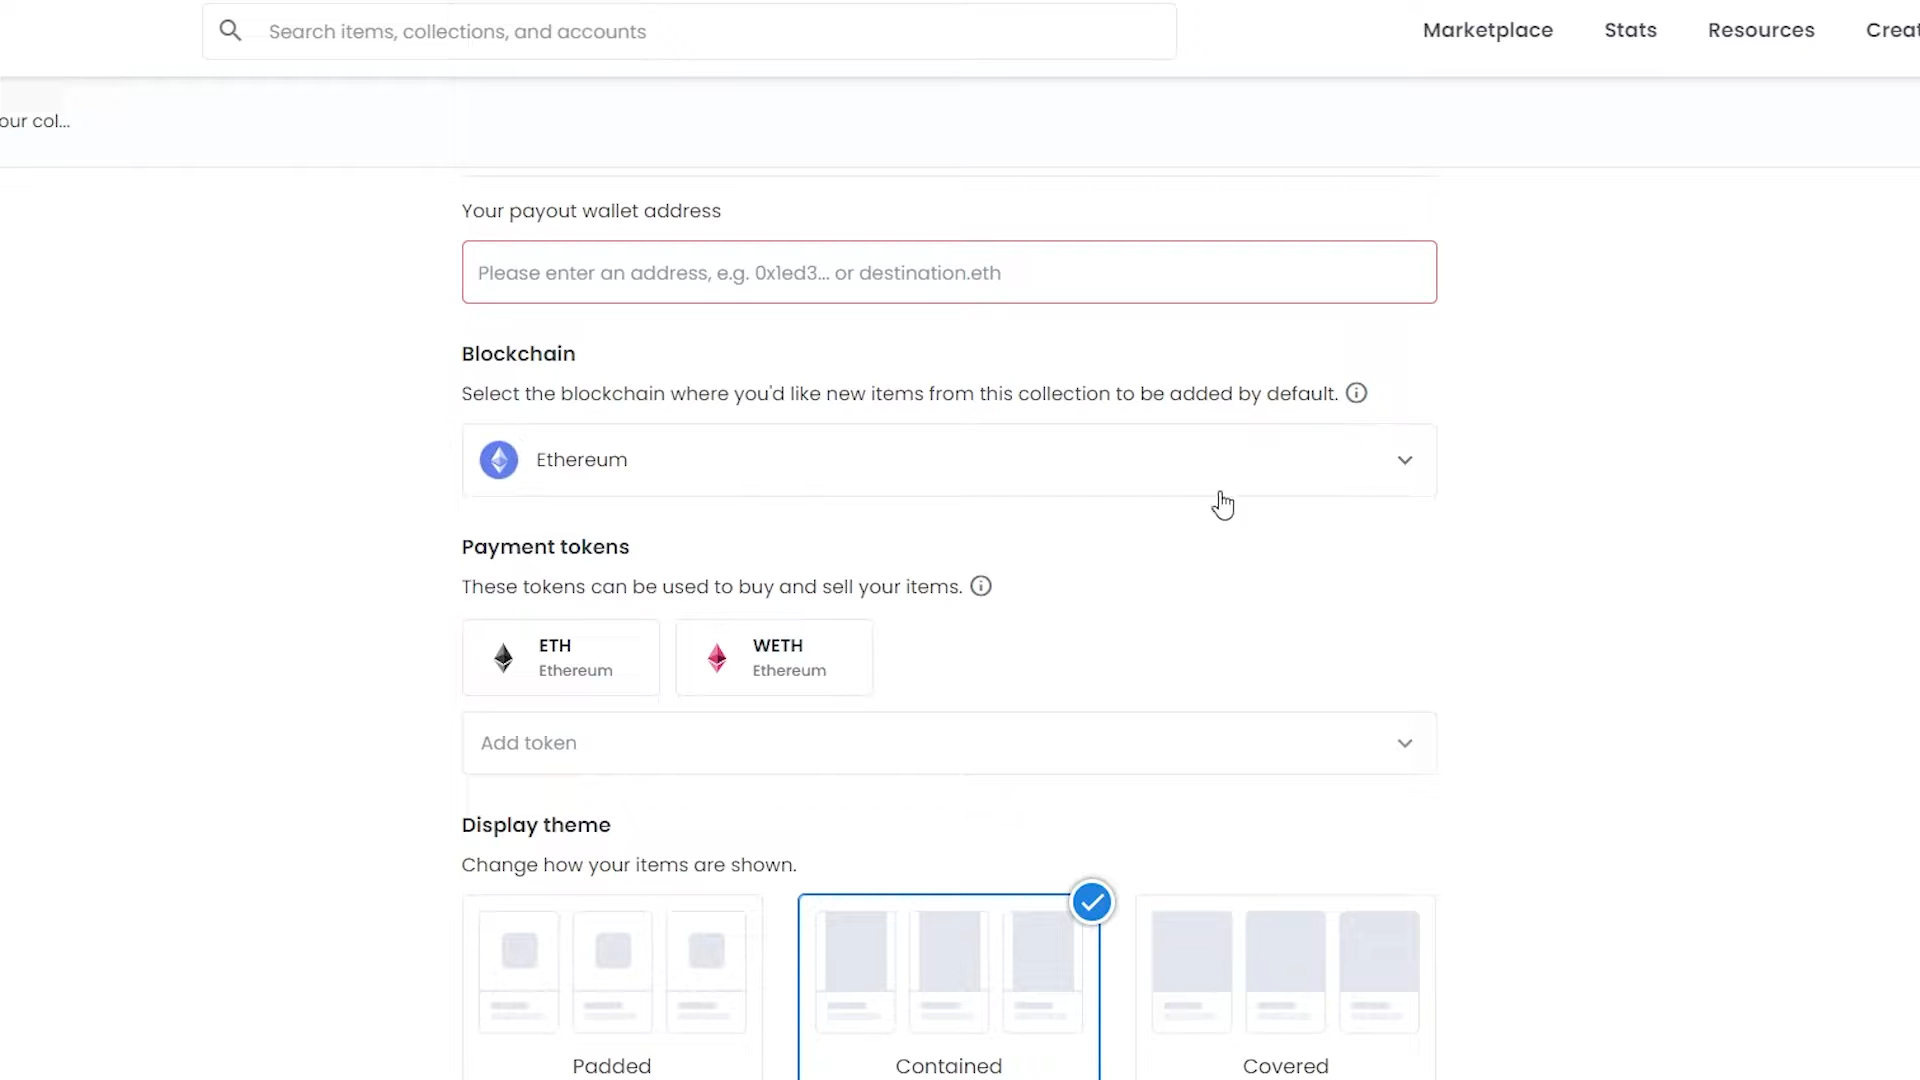 Search items, collections, and accounts
Marketplace
Stats
Resources
Creat
our col...
Your payout wallet address
Please enter an address, e.g. 0x1ed3... or destination.eth
Blockchain
Select the blockchain where you'd like new items from this collection to be added by default.
Ethereum
Payment tokens
These tokens can be used to buy and sell your items.
ETH
Ethereum
WETH
Ethereum
Add token
Display theme
Change how your items are shown.
Padded
Contained
Covered